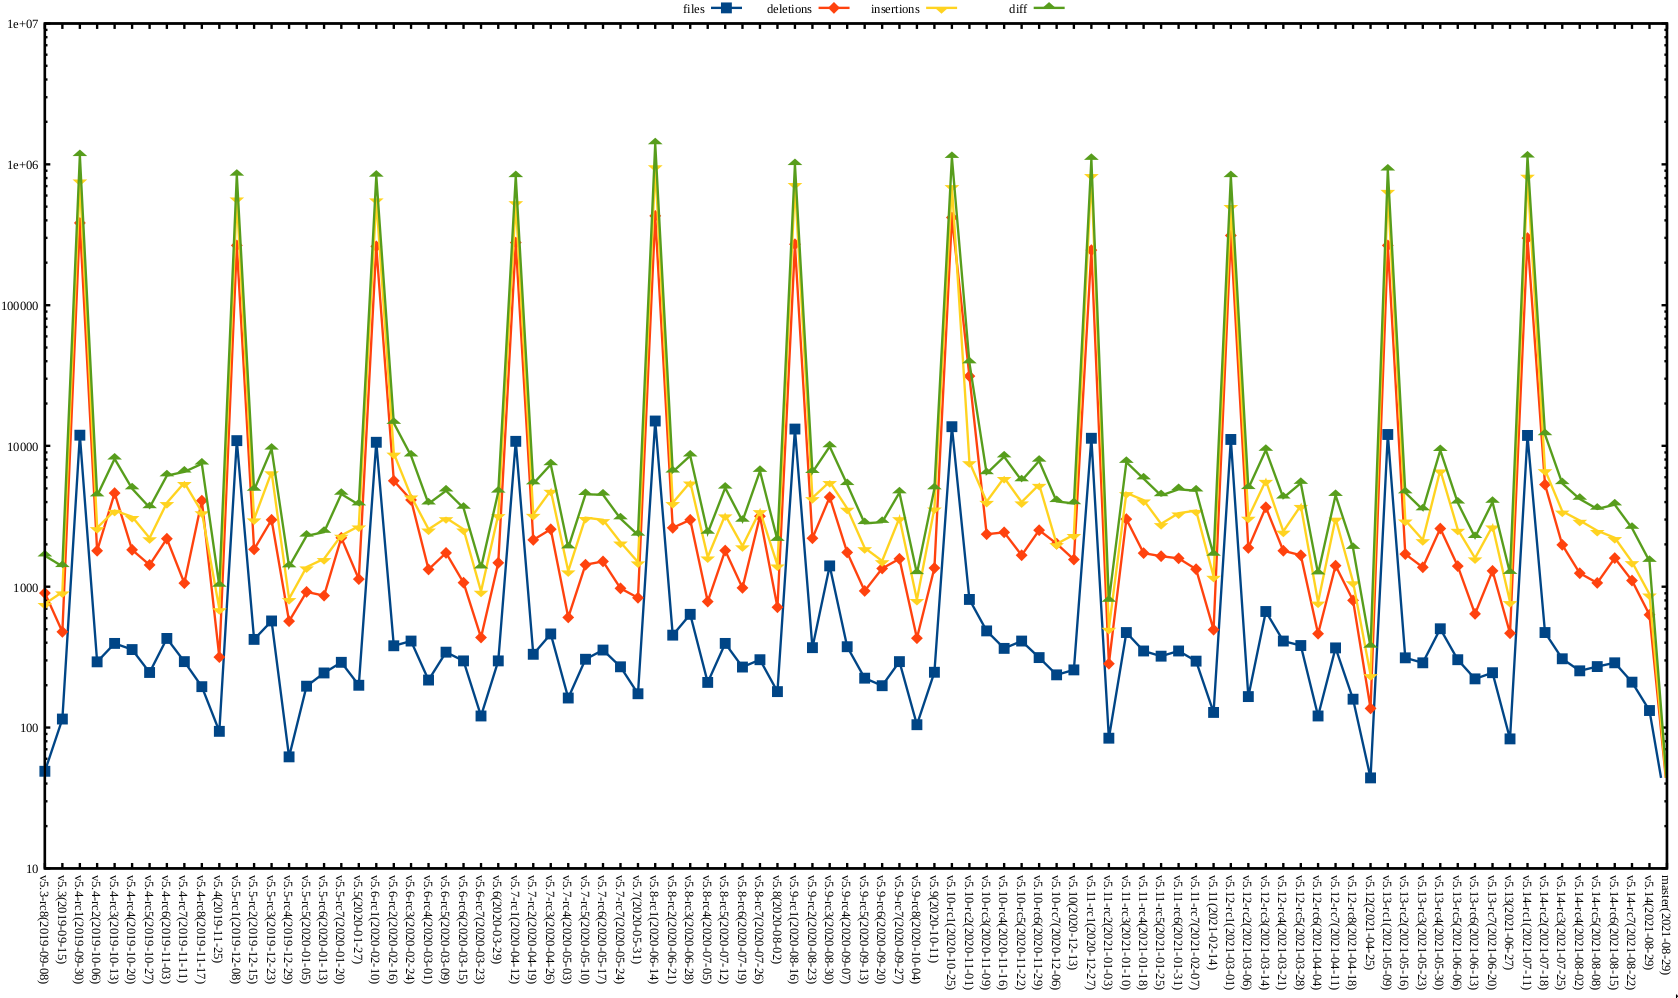 files
deletions
insertions
diff
1e+07
1e+06
100000
10000
1000
100
10
v5.3-rc8(2019-09-08)
v5.3(2019-09-15)
v5.4-rc1(2019-09-30)
v5.4-rc2(2019-10-06)
v5.4-rc3(2019-10-13)
v5.4-rc4(2019-10-20)
v5.4-rc5(2019-10-27)
v5.4-rc6(2019-11-03)
v5.4-rc7(2019-11-11)
v5.4-rc8(2019-11-17)
v5.4(2019-11-25)
v5.5-rc1(2019-12-08)
v5.5-rc2(2019-12-15)
v5.5-rc3(2019-12-23)
v5.5-rc4(2019-12-29)
v5.5-rc5(2020-01-05)
v5.5-rc6(2020-01-13)
v5.5-rc7(2020-01-20)
v5.5(2020-01-27)
v5.6-rc1(2020-02-10)
v5.6-rc2(2020-02-16)
v5.6-rc3(2020-02-24)
v5.6-rc4(2020-03-01)
v5.6-rc5(2020-03-09)
v5.6-rc6(2020-03-15)
v5.6-rc7(2020-03-23)
v5.6(2020-03-29)
v5.7-rc1(2020-04-12)
v5.7-rc2(2020-04-19)
v5.7-rc3(2020-04-26)
v5.7-rc4(2020-05-03)
v5.7-rc5(2020-05-10)
v5.7-rc6(2020-05-17)
v5.7-rc7(2020-05-24)
v5.7(2020-05-31)
v5.8-rc1(2020-06-14)
v5.8-rc2(2020-06-21)
v5.8-rc3(2020-06-28)
v5.8-rc4(2020-07-05)
v5.8-rc5(2020-07-12)
v5.8-rc6(2020-07-19)
v5.8-rc7(2020-07-26)
v5.8(2020-08-02)
v5.9-rc1(2020-08-16)
v5.9-rc2(2020-08-23)
v5.9-rc3(2020-08-30)
v5.9-rc4(2020-09-07)
v5.9-rc5(2020-09-13)
v5.9-rc6(2020-09-20)
v5.9-rc7(2020-09-27)
v5.9-rc8(2020-10-04)
v5.9(2020-10-11)
v5.10-rc1(2020-10-25)
v5.10-rc2(2020-11-01)
v5.10-rc3(2020-11-09)
v5.10-rc4(2020-11-16)
v5.10-rc5(2020-11-22)
v5.10-rc6(2020-11-29)
v5.10-rc7(2020-12-06)
v5.10(2020-12-13)
v5.11-rc1(2020-12-27)
v5.11-rc2(2021-01-03)
v5.11-rc3(2021-01-10)
v5.11-rc4(2021-01-18)
v5.11-rc5(2021-01-25)
v5.11-rc6(2021-01-31)
v5.11-rc7(2021-02-07)
v5.11(2021-02-14)
v5.12-rc1(2021-03-01)
v5.12-rc2(2021-03-06)
v5.12-rc3(2021-03-14)
v5.12-rc4(2021-03-21)
v5.12-rc5(2021-03-28)
v5.12-rc6(2021-04-04)
v5.12-rc7(2021-04-11)
v5.12-rc8(2021-04-18)
v5.12(2021-04-25)
v5.13-rc1(2021-05-09)
v5.13-rc2(2021-05-16)
v5.13-rc3(2021-05-23)
v5.13-rc4(2021-05-30)
v5.13-rc5(2021-06-06)
v5.13-rc6(2021-06-13)
v5.13-rc7(2021-06-20)
v5.13(2021-06-27)
v5.14-rc1(2021-07-11)
v5.14-rc2(2021-07-18)
v5.14-rc3(2021-07-25)
v5.14-rc4(2021-08-02)
v5.14-rc5(2021-08-08)
v5.14-rc6(2021-08-15)
v5.14-rc7(2021-08-22)
v5.14(2021-08-29)
master(2021-08-29)